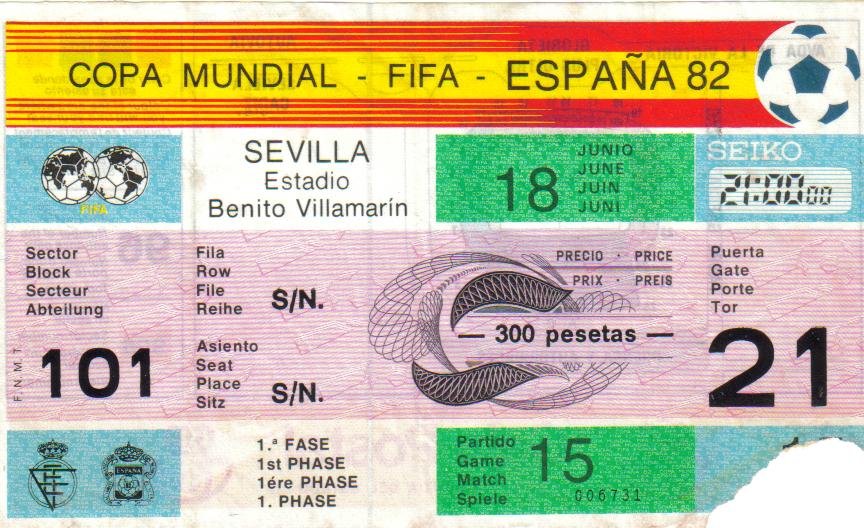 COPA MUNDIAL - FIFA - ESPAÑA 82
FIFA
SEVILLA
Estadio
Benito Villamarín
18
JUNIO
JUNE
JUIN
JUNI
SEIKO
21:00 00
Sector
Block
Secteur
Abteilung
101
F.N.M.T.
Fila
Row
File
Reihe
S/N.
Asiento
Seat
Place
Sitz
S/N.
PRECIO · PRICE
PRIX · PREIS
— 300 pesetas —
Puerta
Gate
Porte
Tor
21
ESPAÑA
1.ª FASE
1st PHASE
1ére PHASE
1. PHASE
Partido
Game
Match
Spiele
15
006731